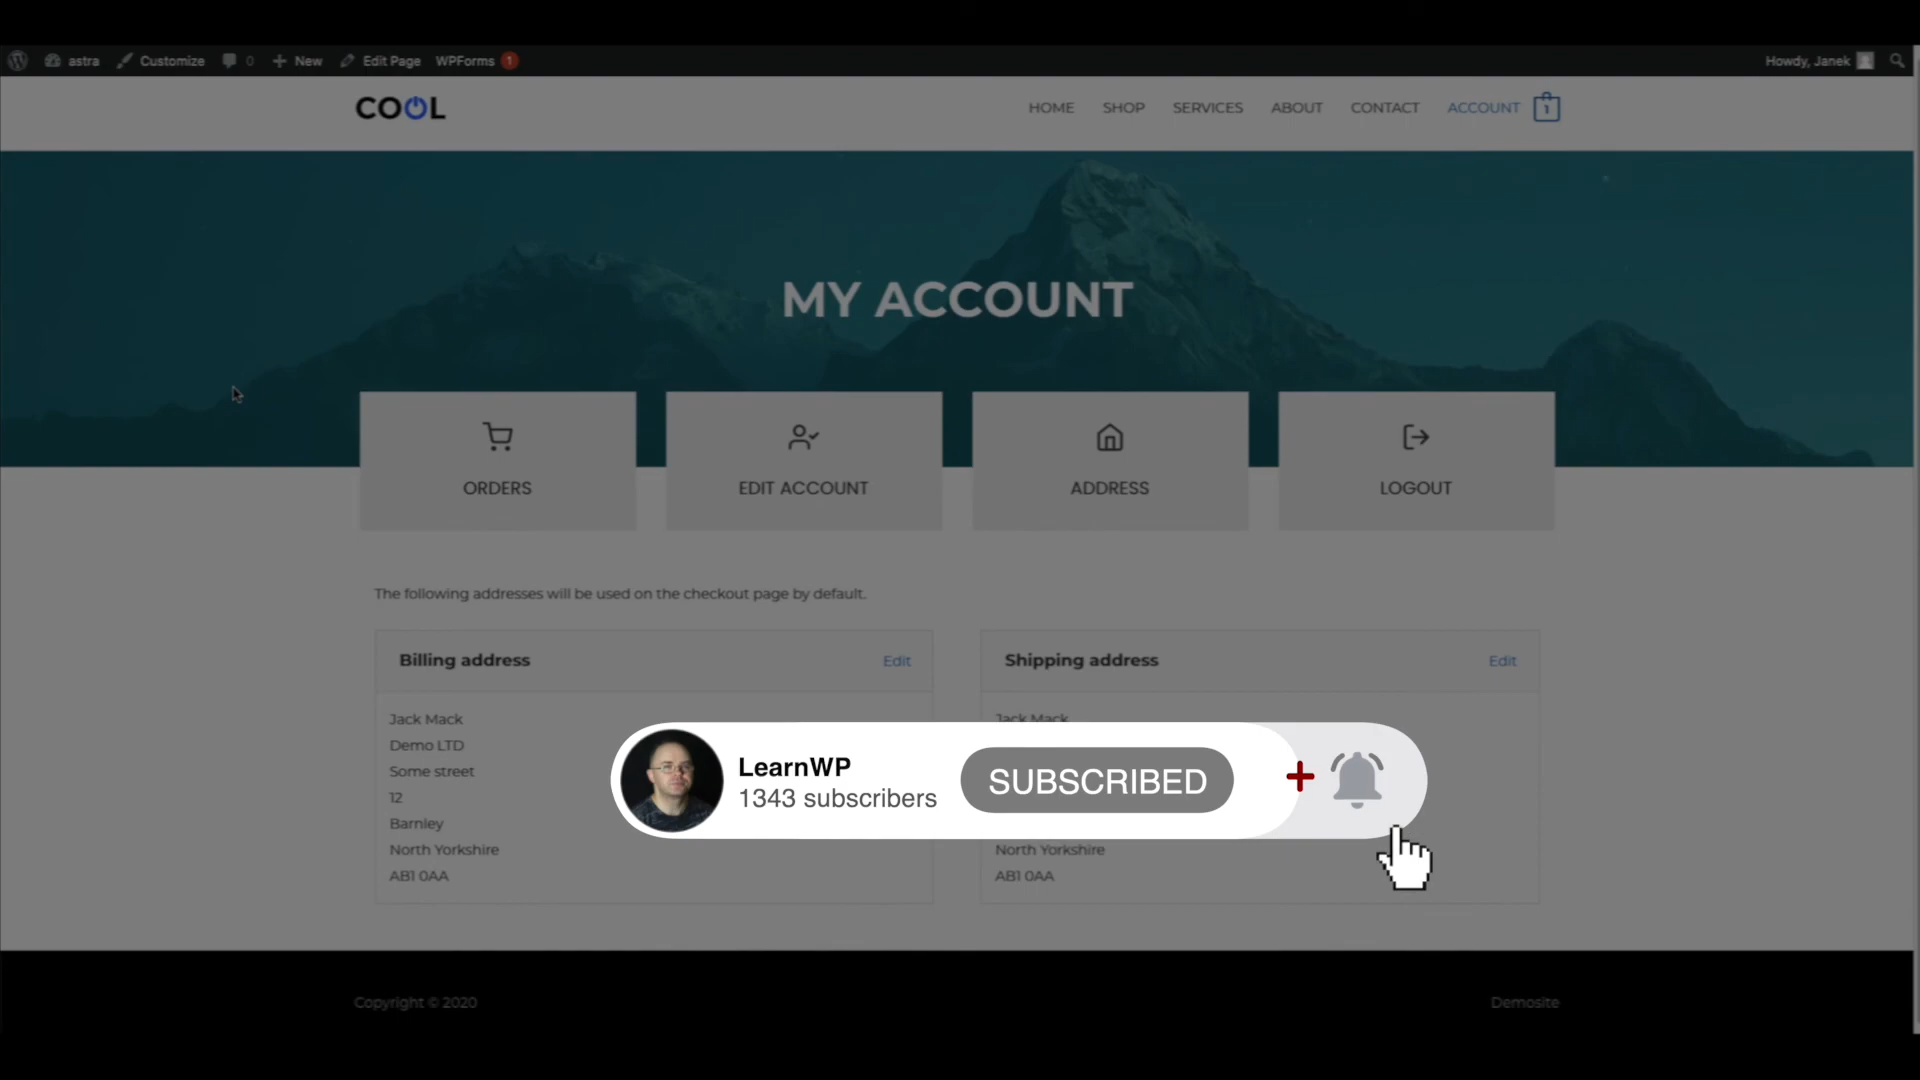 astra Customize 0 New Edit Page WPForms 1 Howdy, Janek
COOL HOME SHOP SERVICES ABOUT CONTACT ACCOUNT 1
MY ACCOUNT
ORDERS EDIT ACCOUNT ADDRESS LOGOUT
The following addresses will be used on the checkout page by default.
Billing address Edit Shipping address Edit
Jack Mack Jack Mack
Demo LTD
Some street
12
Barnley
North Yorkshire North Yorkshire
AB1 0AA AB1 0AA
LearnWP
1343 subscribers
SUBSCRIBED
Copyright © 2020 Demosite